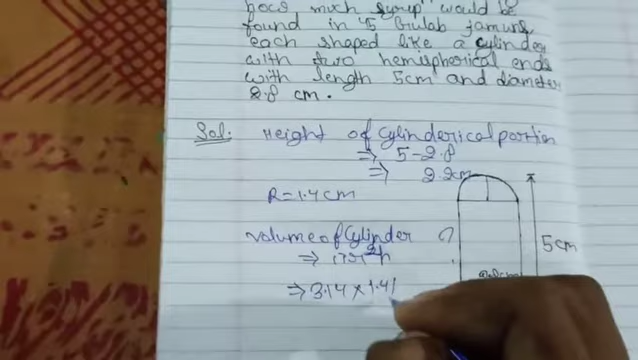 much syrup would be
found in 45 Gulab jamuns
each shaped like a cylinder
with two hemispherical ends
with length 5cm and diameter
2.8 cm.
Sol: Height of Cylinderical portion
⇒ 5-2.8
⇒ 2.2cm
R=1.4cm
Volume of Cylinder
⇒ πr²h
⇒ 3.14×1.4
5cm